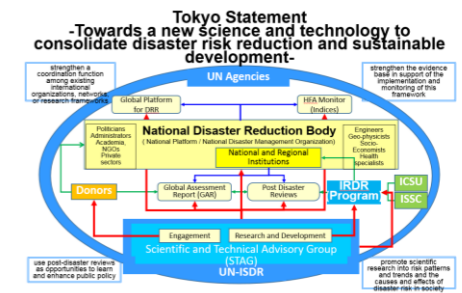 Tokyo Statement
-Towards a new science and technology to
consolidate disaster risk reduction and sustainable
development-
strengthen a
coordination function
among existing
international
organizations, networks,
or research frameworks
UN Agencies
strengthen the evidence
base in support of the
implementation and
monitoring of this
framework
Global Platform
for DRR
HFA Monitor
(Indices)
Politicians
Administrators
Academia,
NGOs
Private
sectors
National Disaster Reduction Body
( National Platform / National Disaster Management Organization)
National and Regional
Institutions
Engineers
Geo-physicists
Socio-
Economists
Health
specialists
Donors
Global Assessment
Report (GAR)
Post Disaster
Reviews
IRDR
(Program)
ICSU
ISSC
Engagement
Research and Development
Scientific and Technical Advisory Group
(STAG)
UN-ISDR
use post-disaster reviews
as opportunities to learn
and enhance public policy
promote scientific
research into risk patterns
and trends and the
causes and effects of
disaster risk in society